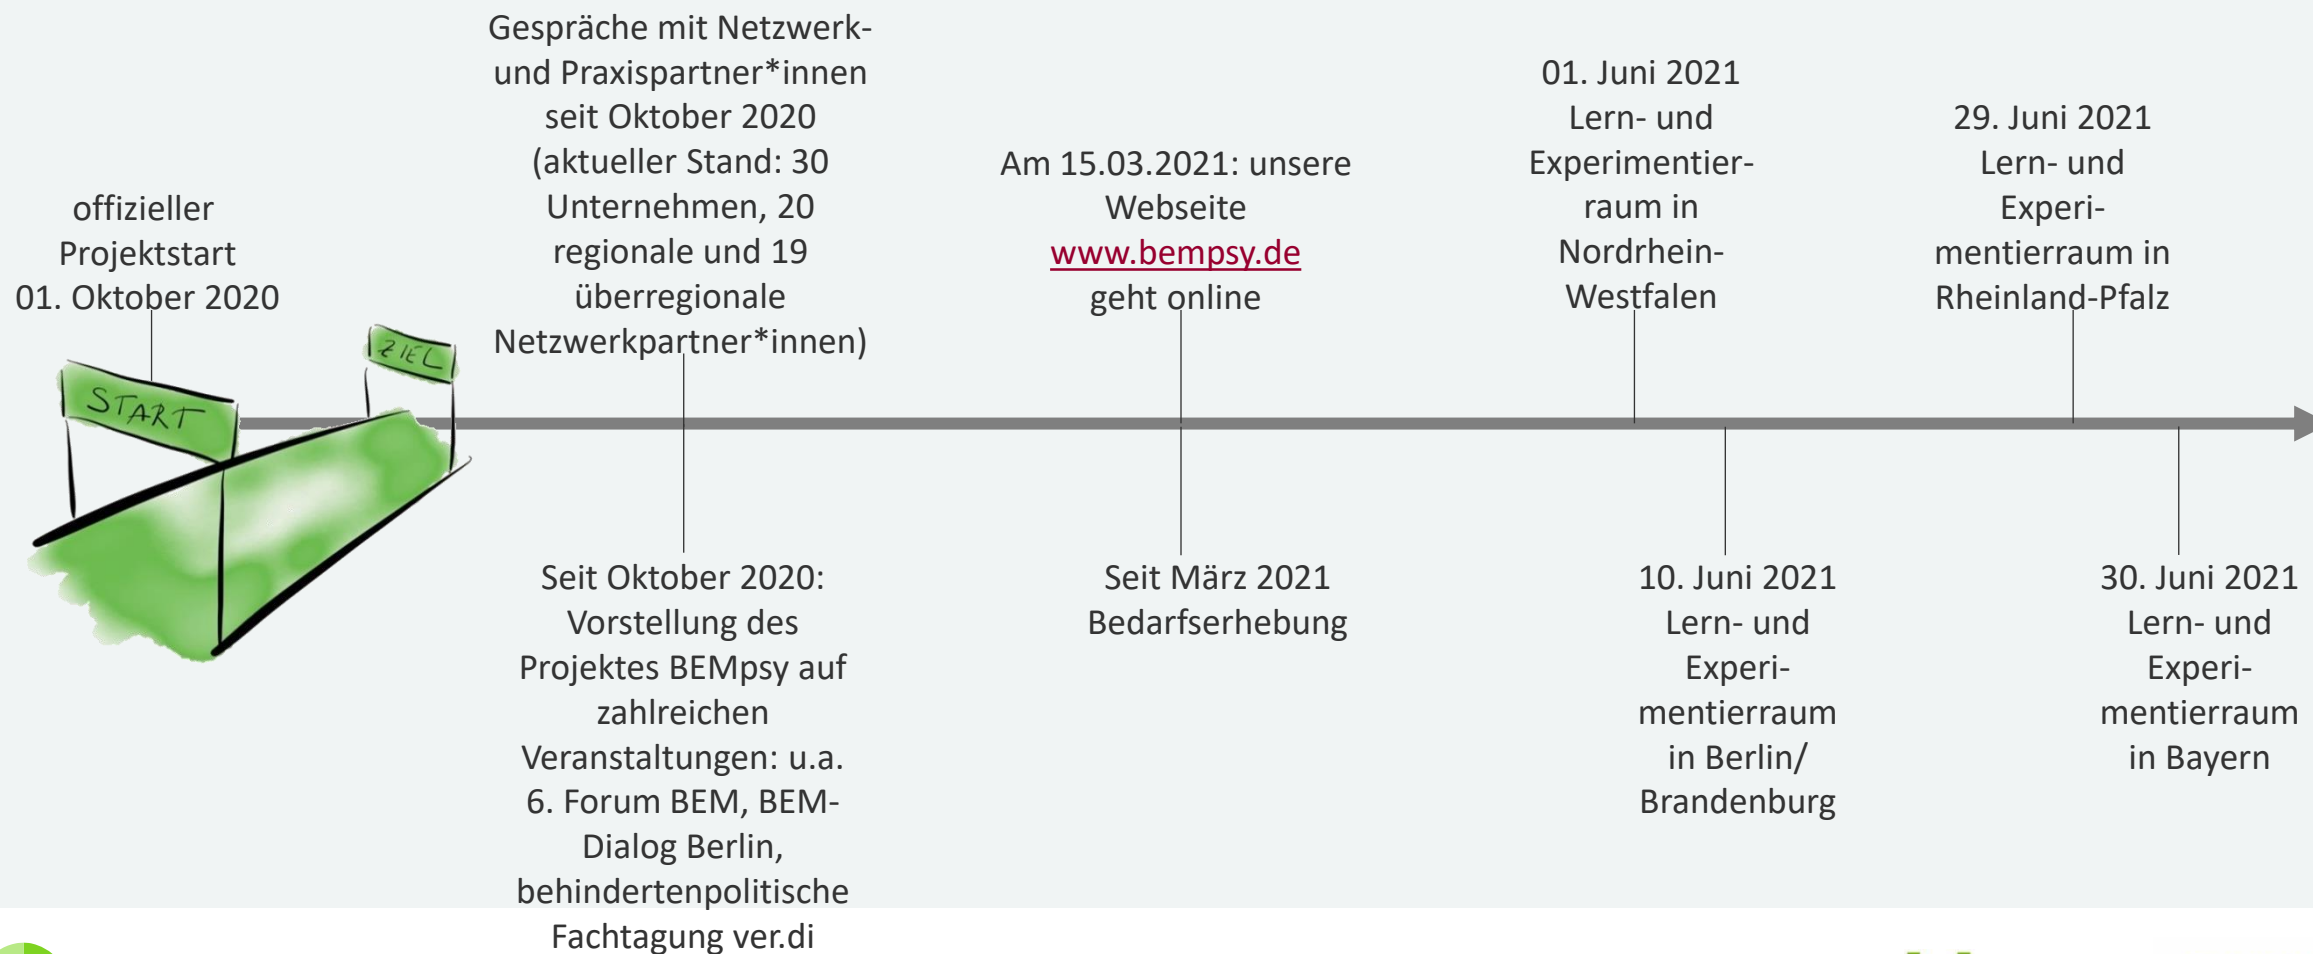 offizieller
Projektstart
01. Oktober 2020
START
ZIEL
Gespräche mit Netzwerk-
und Praxispartner*innen
seit Oktober 2020
(aktueller Stand: 30
Unternehmen, 20
regionale und 19
überregionale
Netzwerkpartner*innen)
Seit Oktober 2020:
Vorstellung des
Projektes BEMpsy auf
zahlreichen
Veranstaltungen: u.a.
6. Forum BEM, BEM-
Dialog Berlin,
behindertenpolitische
Fachtagung ver.di
Am 15.03.2021: unsere
Webseite
www.bempsy.de
geht online
Seit März 2021
Bedarfserhebung
01. Juni 2021
Lern- und
Experimentier-
raum in
Nordrhein-
Westfalen
10. Juni 2021
Lern- und
Experi-
mentierraum
in Berlin/
Brandenburg
29. Juni 2021
Lern- und
Experi-
mentierraum in
Rheinland-Pfalz
30. Juni 2021
Lern- und
Experi-
mentierraum
in Bayern